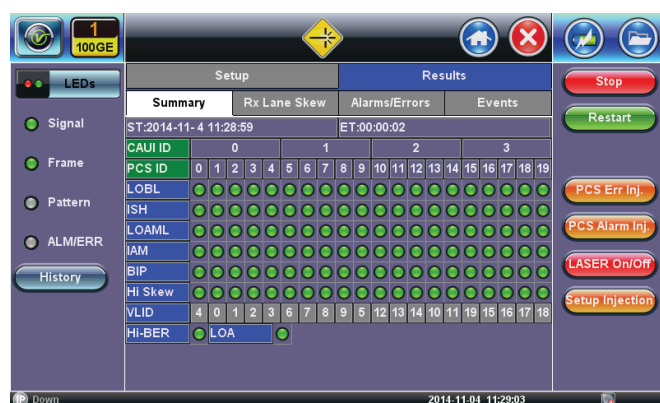 1
100GE
LEDs
Signal
Frame
Pattern
ALM/ERR
History
Setup Results
Summary Rx Lane Skew Alarms/Errors Events
ST:2014-11- 4 11:28:59 ET:00:00:02
CAUI ID 0 1 2 3
PCS ID 0 1 2 3 4 5 6 7 8 9 10 11 12 13 14 15 16 17 18 19
LOBL
ISH
LOAML
IAM
BIP
Hi Skew
VLID 4 0 1 2 3 6 7 8 9 5 12 13 14 10 11 19 15 16 17 18
Hi-BER LOA
Stop
Restart
PCS Err Inj.
PCS Alarm Inj.
LASER On/Off
Setup Injection
IP Down 2014-11-04 11:29:03